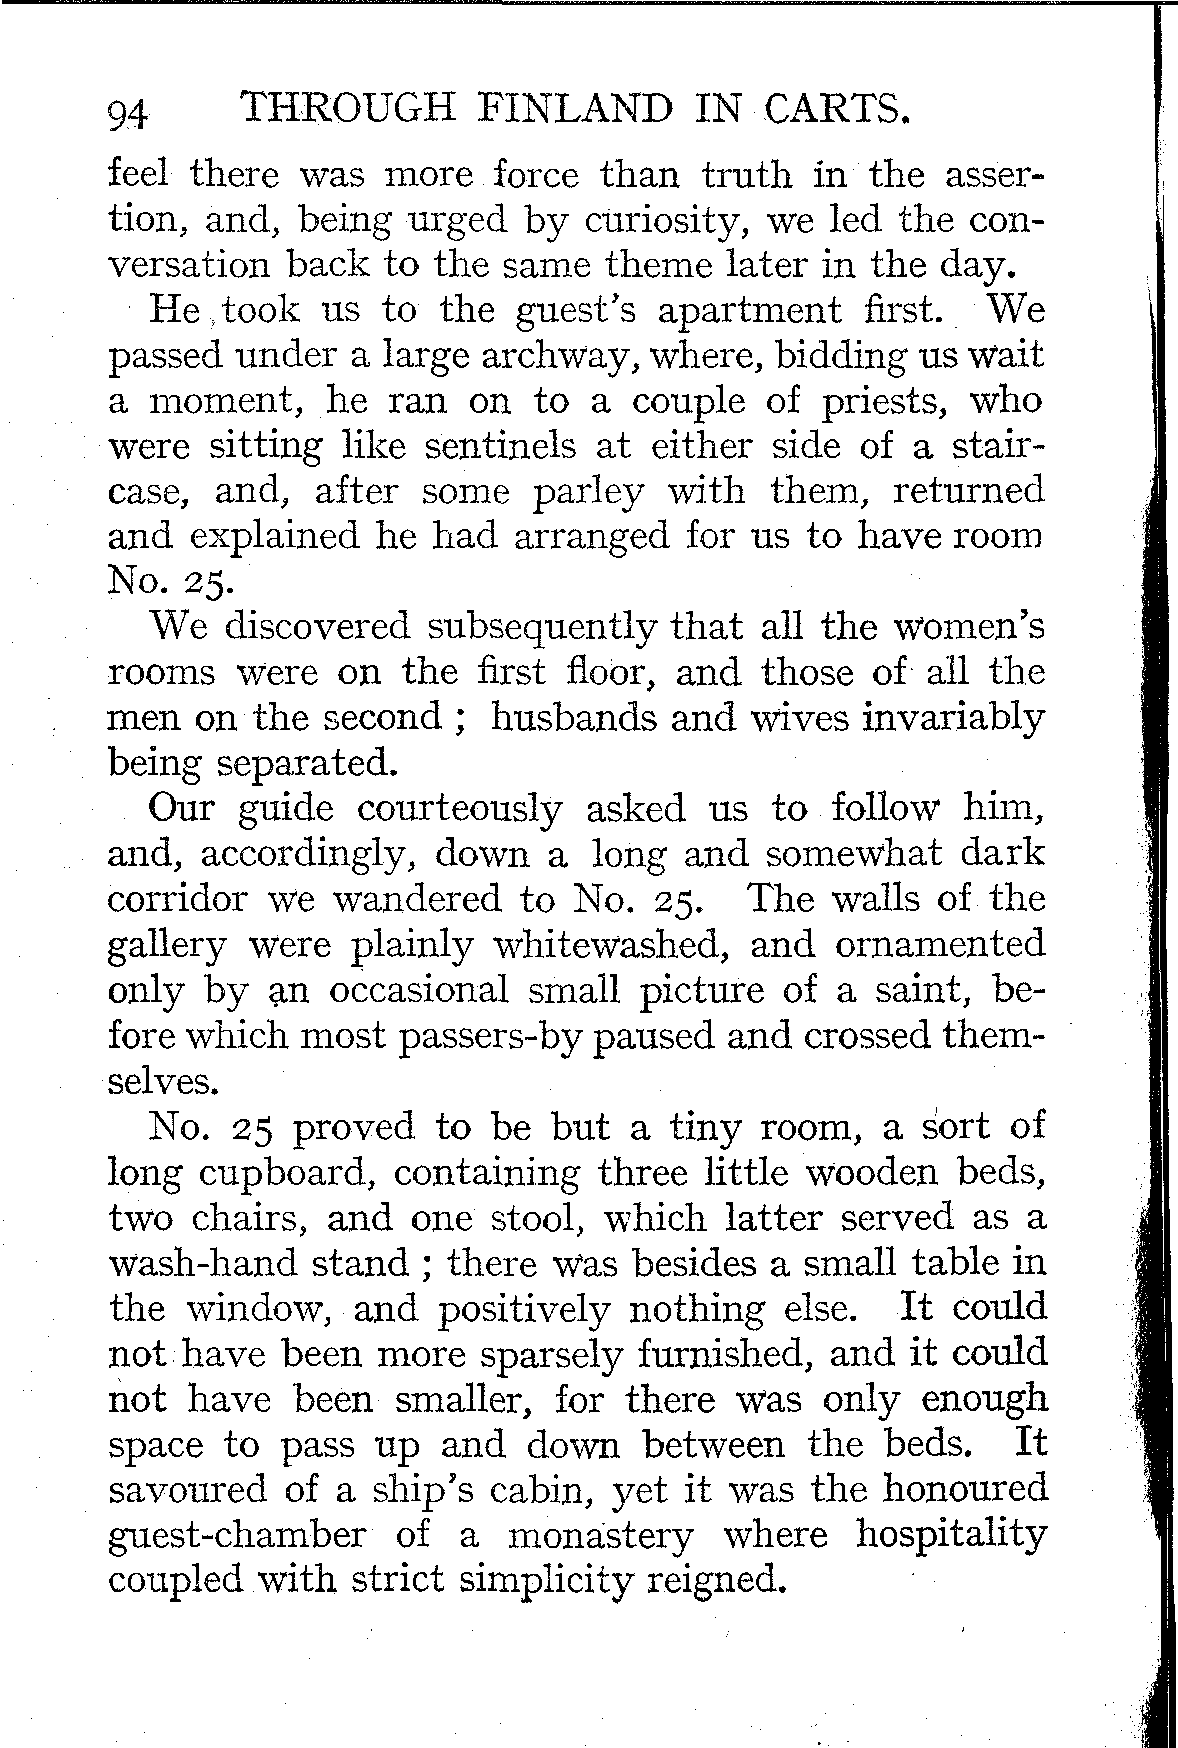 94 THROUGH FINLAND IN CARTS.
feel there was more force than truth in the asser-
tion, and, being urged by curiosity, we led the con-
versation back to the same theme later in the day.
He took us to the guest's apartment first. We
passed under a large archway, where, bidding us wait
a moment, he ran on to a couple of priests, who
were sitting like sentinels at either side of a stair-
case, and, after some parley with them, returned
and explained he had arranged for us to have room
No. 25.
We discovered subsequently that all the women's
rooms were on the first floor, and those of all the
men on the second ; husbands and wives invariably
being separated.
Our guide courteously asked us to follow him,
and, accordingly, down a long and somewhat dark
corridor we wandered to No. 25. The walls of the
gallery were plainly whitewashed, and ornamented
only by an occasional small picture of a saint, be-
fore which most passers-by paused and crossed them-
selves.
No. 25 proved to be but a tiny room, a sort of
long cupboard, containing three little wooden beds,
two chairs, and one stool, which latter served as a
wash-hand stand ; there was besides a small table in
the window, and positively nothing else. It could
not have been more sparsely furnished, and it could
not have been smaller, for there was only enough
space to pass up and down between the beds. It
savoured of a ship's cabin, yet it was the honoured
guest-chamber of a monastery where hospitality
coupled with strict simplicity reigned.